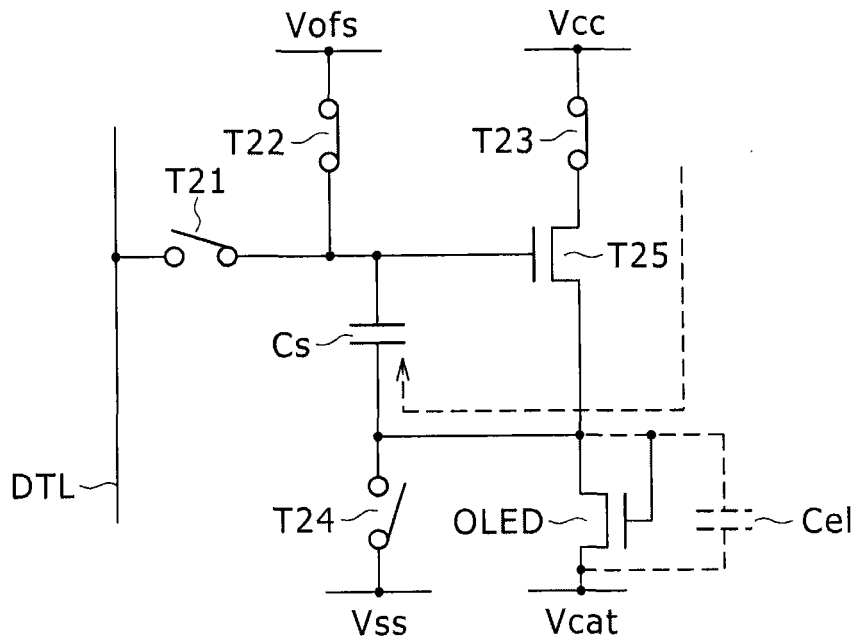 Vofs
Vcc
T22
T23
T21
T25
Cs
DTL
T24
OLED
Cel
Vss
Vcat